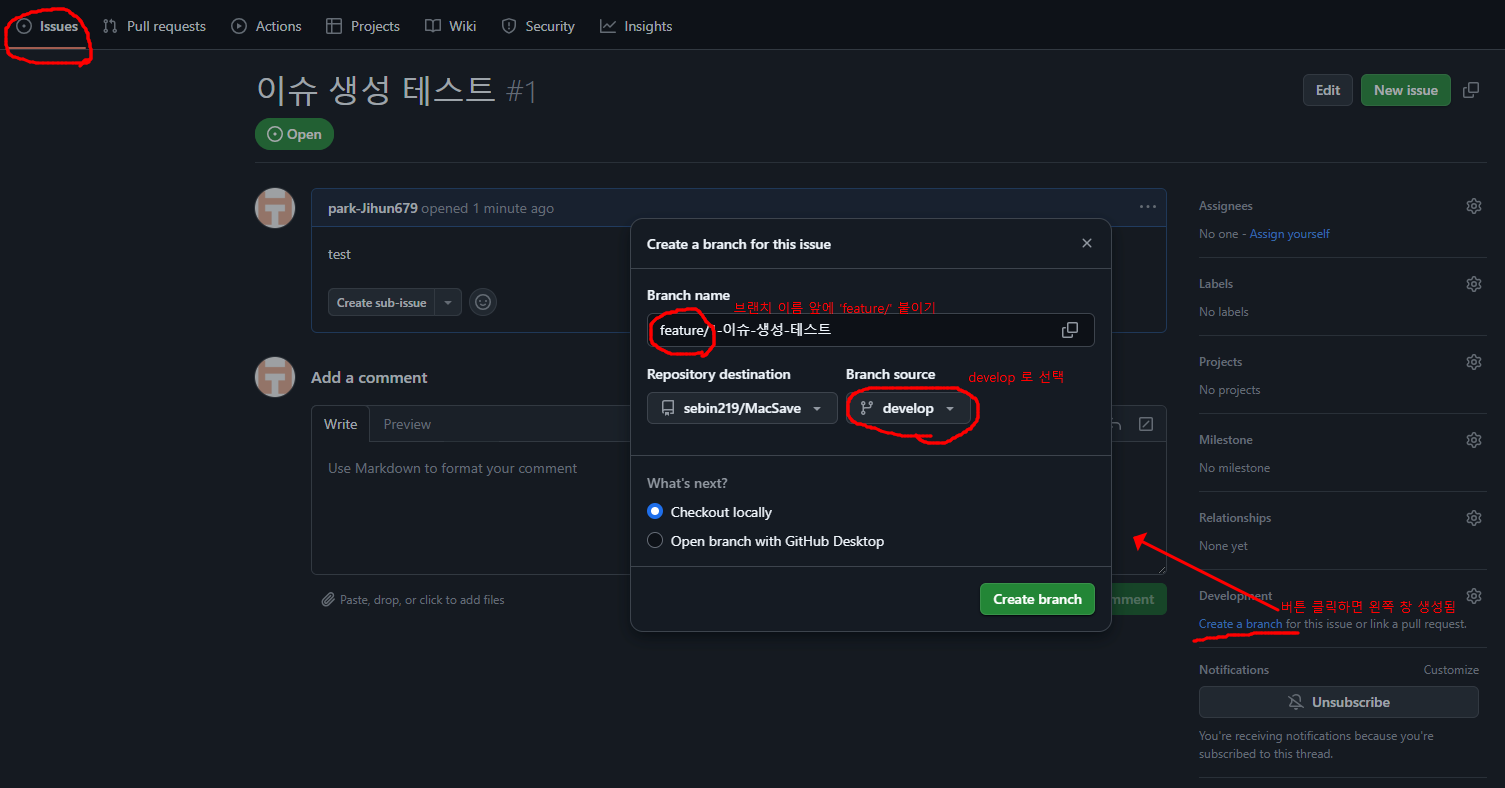 Issues Pull requests Actions Projects Wiki Security Insights
이슈 생성 테스트 #1
Edit New issue
Open
park-Jihun679 opened 1 minute ago
test
Create sub-issue
Add a comment
Write Preview
Use Markdown to format your comment
Paste, drop, or click to add files
Create a branch for this issue
Branch name
브랜치 이름 앞에 'feature/' 붙이기
feature/1-이슈-생성-테스트
Repository destination Branch source
develop 로 선택
sebin219/MacSave develop
What's next?
Checkout locally
Open branch with GitHub Desktop
Create branch
mment
Assignees
No one - Assign yourself
Labels
No labels
Projects
No projects
Milestone
No milestone
Relationships
None yet
Development
버튼 클릭하면 왼쪽 창 생성됨
Create a branch for this issue or link a pull request.
Notifications Customize
Unsubscribe
You're receiving notifications because you're
subscribed to this thread.